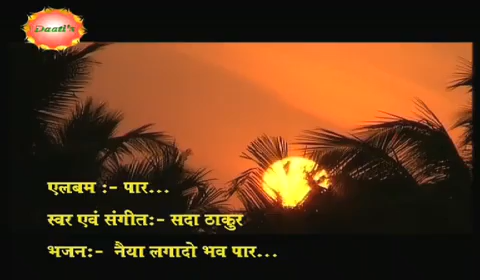 Daati's
एलबम :- पार...
स्वर एवं संगीत:- सदा ठाकुर
भजन:- नैया लगादो भव पार...